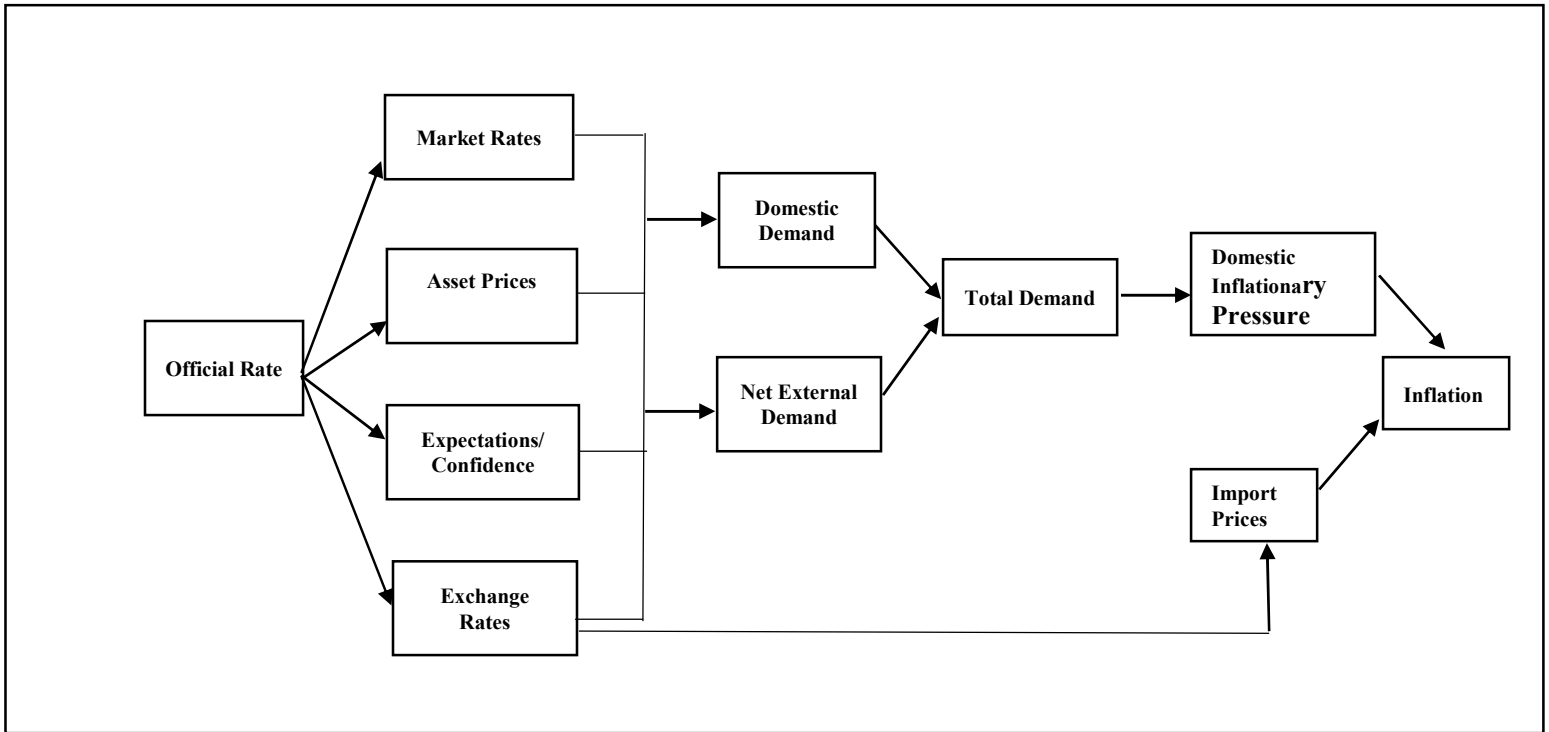 Market Rates
Asset Prices
Official Rate
Expectations/
Confidence
Exchange
Rates
Domestic
Demand
Net External
Demand
Total Demand
Domestic
Inflationary
Pressure
Inflation
Import
Prices